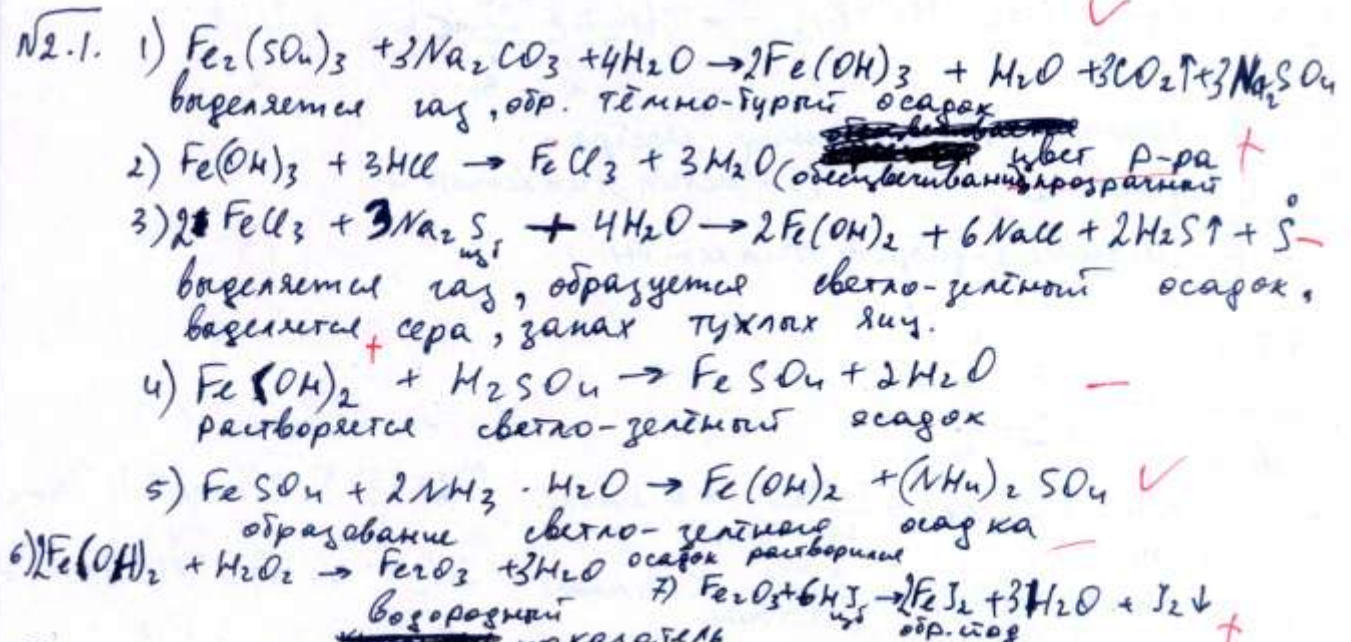 №2.1. 1) Fe₂(SO₄)₃ + 3Na₂CO₃ + 4H₂O → 2Fe(OH)₃ + H₂O + 3CO₂↑ + 3Na₂SO₄
выделяется газ, обр. тёмно-бурый осадок
2) Fe(OH)₃ + 3HCl → FeCl₃ + 3H₂O (обесцвечивание, прозрачный цвет р-ра
3) 2FeCl₃ + 3Na₂S изб + 4H₂O → 2Fe(OH)₂ + 6NaCl + 2H₂S↑ + S⁰
выделяется газ, образуется светло-зелёный осадок,
выделяется сера, запах тухлых яиц.
4) Fe(OH)₂ + H₂SO₄ → FeSO₄ + 2H₂O
растворяется светло-зелёный осадок
5) FeSO₄ + 2NH₃ · H₂O → Fe(OH)₂ + (NH₄)₂SO₄
образование светло-зелёного осадка
6) 2Fe(OH)₂ + H₂O₂ → Fe₂O₃ + 3H₂O осадок растворился
7) Fe₂O₃ + 6HJ изб → 2FeJ₂ + 3H₂O + J₂↓
обр. йод
водородный
показатель